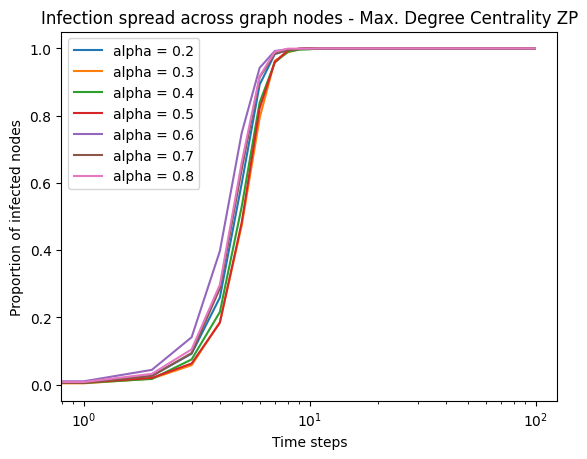 Infection spread across graph nodes - Max. Degree Centrality ZP
alpha = 0.2
alpha = 0.3
alpha = 0.4
alpha = 0.5
alpha = 0.6
alpha = 0.7
alpha = 0.8
1.0
0.8
0.6
0.4
0.2
0.0
Proportion of infected nodes
10⁰
10¹
10²
Time steps